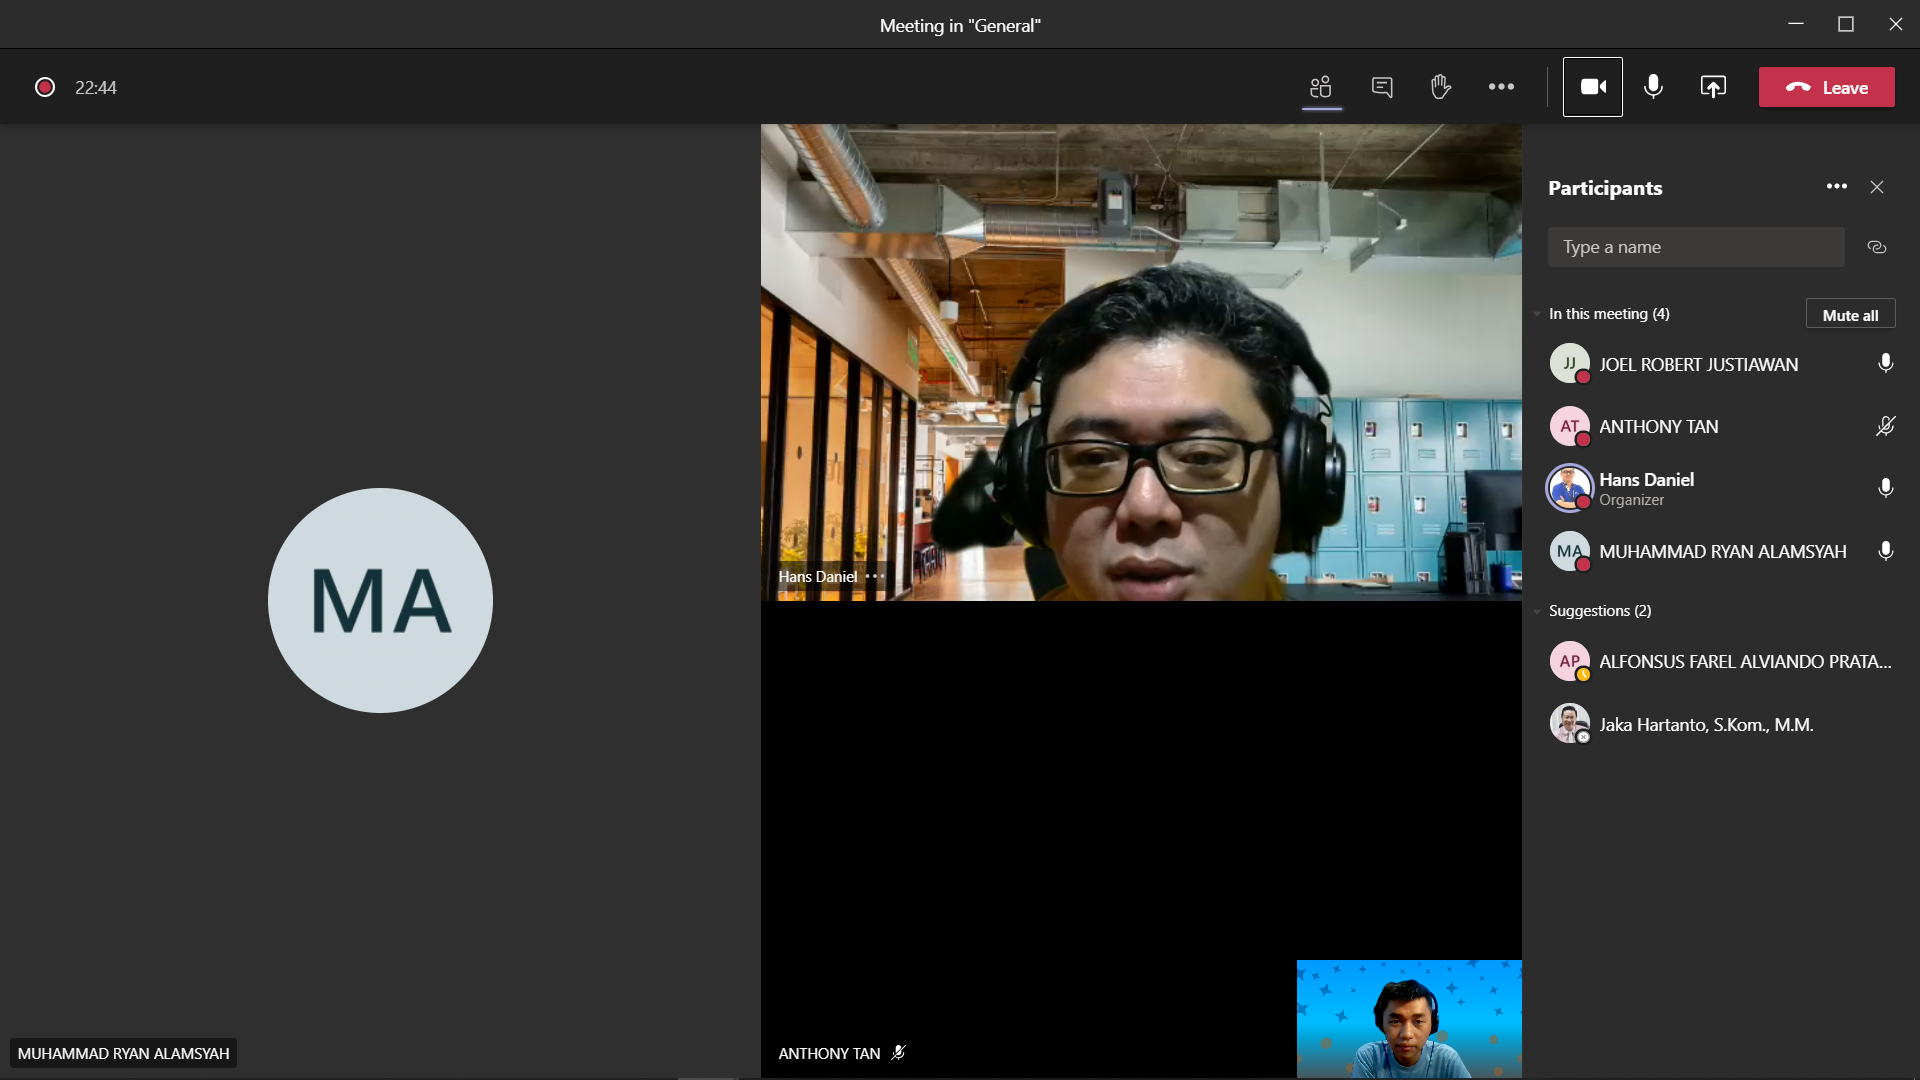 Meeting in "General"
22:44
Leave
MA
MUHAMMAD RYAN ALAMSYAH
Hans Daniel
ANTHONY TAN
Participants
Type a name
In this meeting (4)
Mute all
JJ
JOEL ROBERT JUSTIAWAN
AT
ANTHONY TAN
Hans Daniel
Organizer
MA
MUHAMMAD RYAN ALAMSYAH
Suggestions (2)
AP
ALFONSUS FAREL ALVIANDO PRATA...
Jaka Hartanto, S.Kom., M.M.